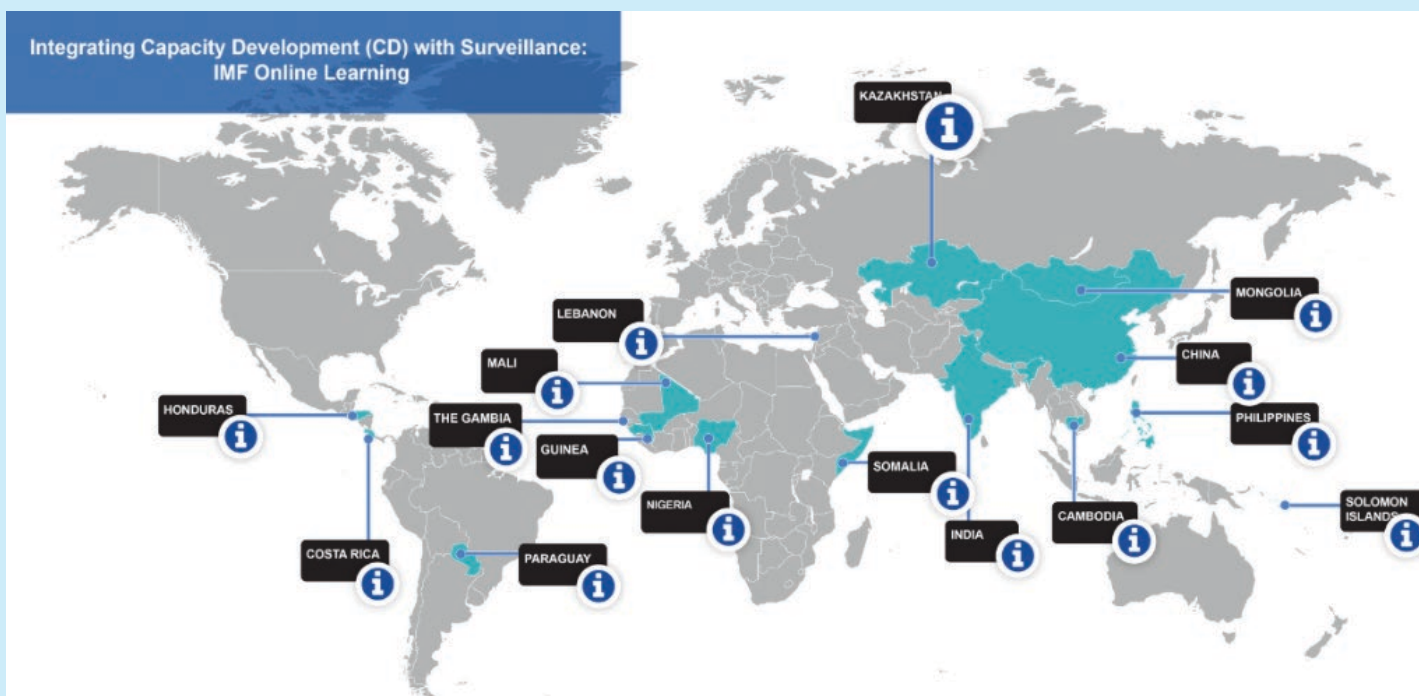 Integrating Capacity Development (CD) with Surveillance:
IMF Online Learning
KAZAKHSTAN
MONGOLIA
LEBANON
CHINA
MALI
HONDURAS
THE GAMBIA
PHILIPPINES
GUINEA
SOMALIA
NIGERIA
SOLOMON
ISLANDS
CAMBODIA
INDIA
COSTA RICA
PARAGUAY